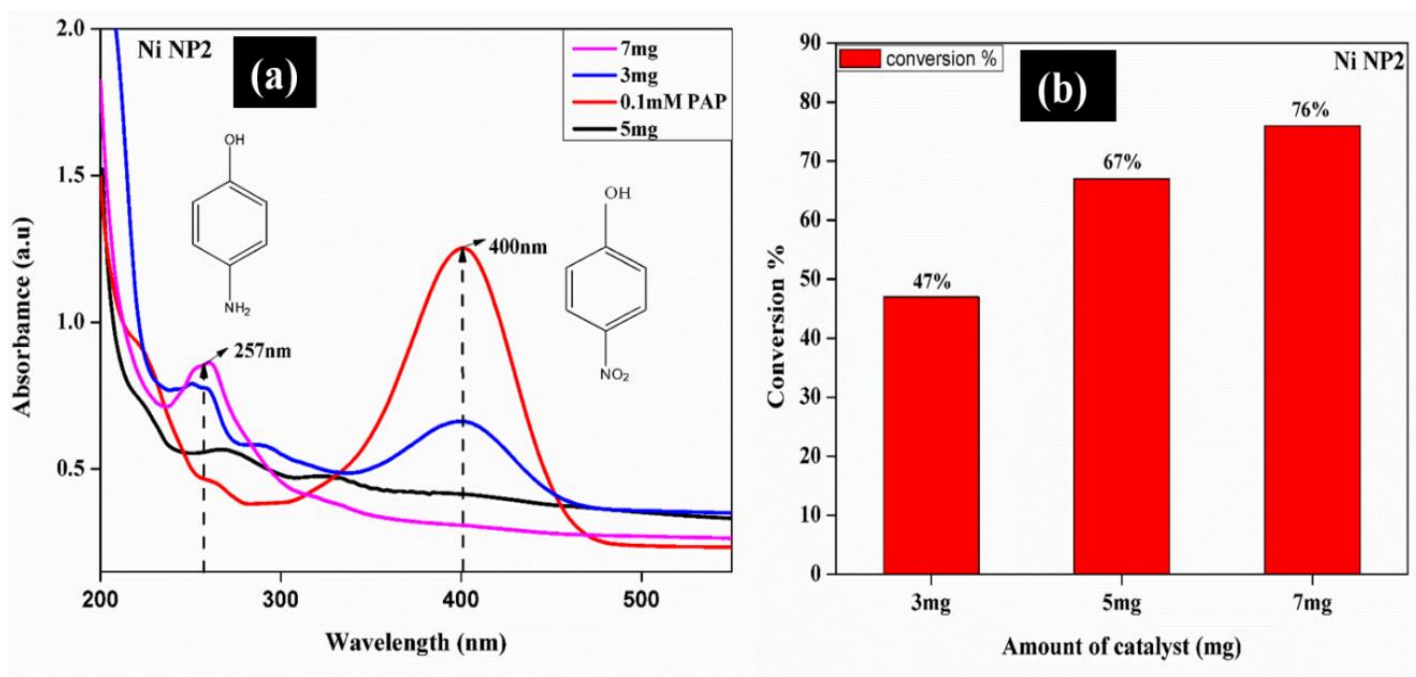 Ni NP2
(a)
7mg
3mg
0.1mM PAP
5mg
OH
NH2
257nm
400nm
OH
NO2
2.0
1.5
1.0
0.5
Absorbamce (a.u)
200
300
400
500
Wavelength (nm)
conversion %
(b)
Ni NP2
90
80
70
60
50
40
30
20
10
0
Conversion %
47%
67%
76%
3mg
5mg
7mg
Amount of catalyst (mg)